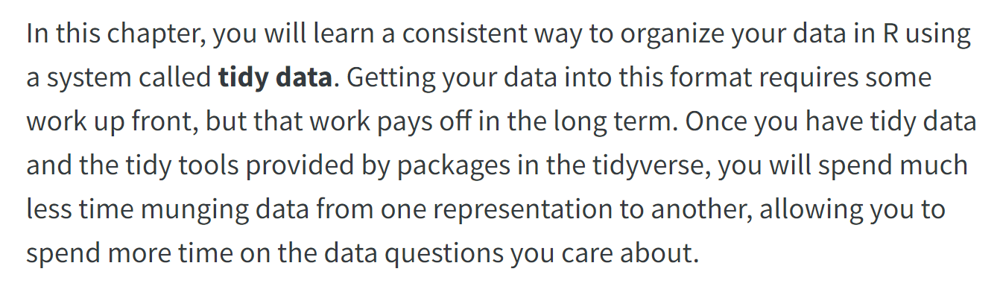 In this chapter, you will learn a consistent way to organize your data in R using
a system called tidy data. Getting your data into this format requires some
work up front, but that work pays off in the long term. Once you have tidy data
and the tidy tools provided by packages in the tidyverse, you will spend much
less time munging data from one representation to another, allowing you to
spend more time on the data questions you care about.